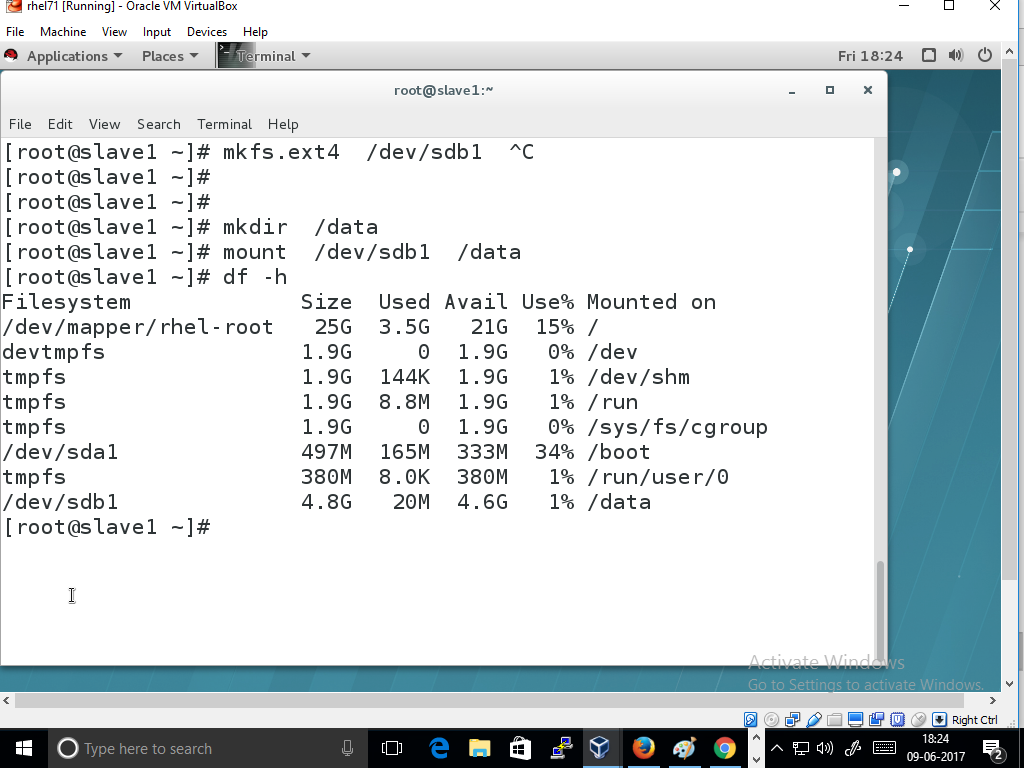 rhel71 [Running] - Oracle VM VirtualBox
File Machine View Input Devices Help
Applications Places Terminal Fri 18:24
root@slave1:~
File Edit View Search Terminal Help
[root@slave1 ~]# mkfs.ext4 /dev/sdb1 ^C
[root@slave1 ~]#
[root@slave1 ~]#
[root@slave1 ~]# mkdir /data
[root@slave1 ~]# mount /dev/sdb1 /data
[root@slave1 ~]# df -h
Filesystem Size Used Avail Use% Mounted on
/dev/mapper/rhel-root 25G 3.5G 21G 15% /
devtmpfs 1.9G 0 1.9G 0% /dev
tmpfs 1.9G 144K 1.9G 1% /dev/shm
tmpfs 1.9G 8.8M 1.9G 1% /run
tmpfs 1.9G 0 1.9G 0% /sys/fs/cgroup
/dev/sda1 497M 165M 333M 34% /boot
tmpfs 380M 8.0K 380M 1% /run/user/0
/dev/sdb1 4.8G 20M 4.6G 1% /data
[root@slave1 ~]#
Activate Windows
Go to Settings to activate Windows.
Right Ctrl
Type here to search
18:24
09-06-2017
2